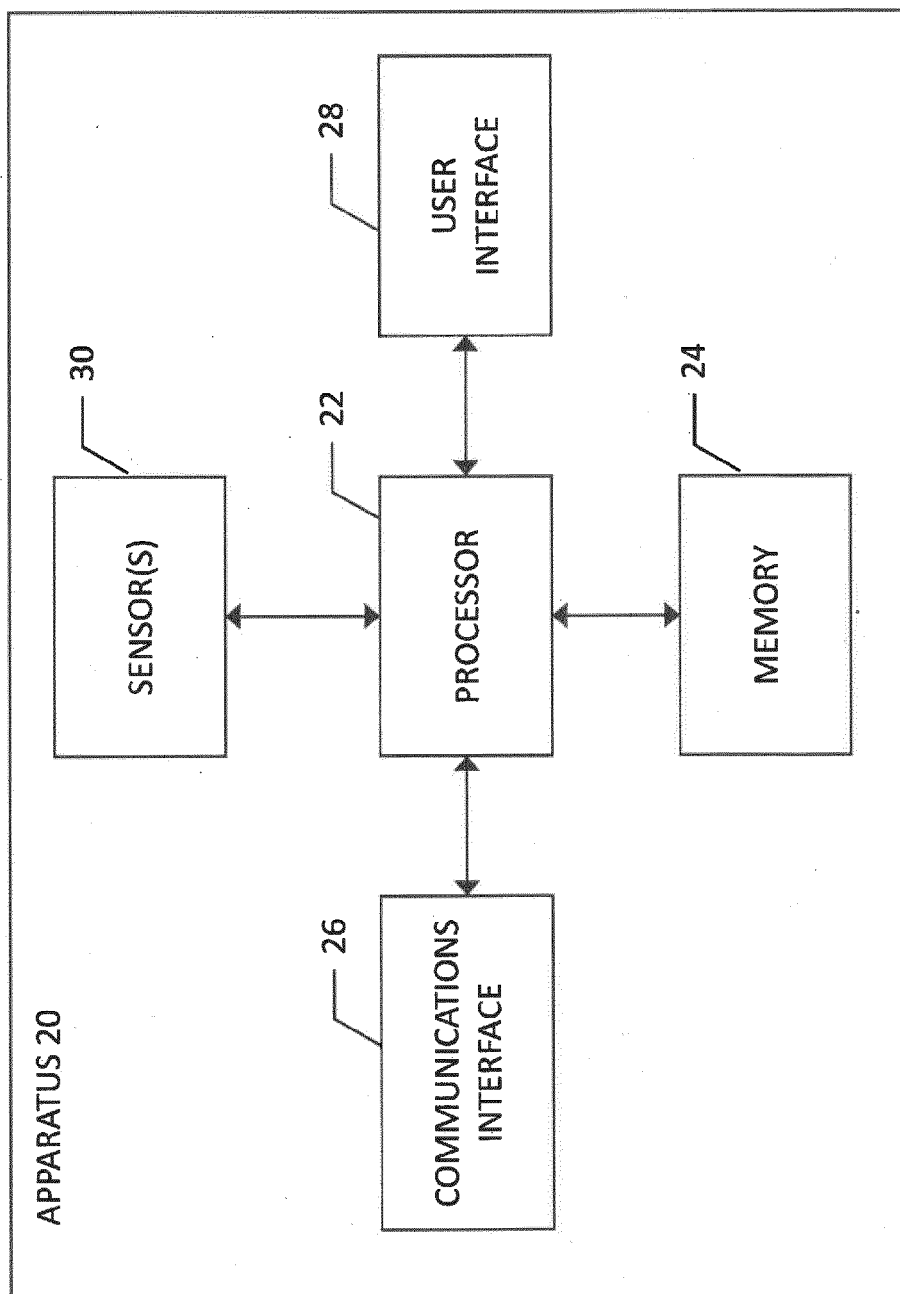 APPARATUS 20
SENSOR(S)
30
COMMUNICATIONS
INTERFACE
26
PROCESSOR
22
USER
INTERFACE
28
MEMORY
24